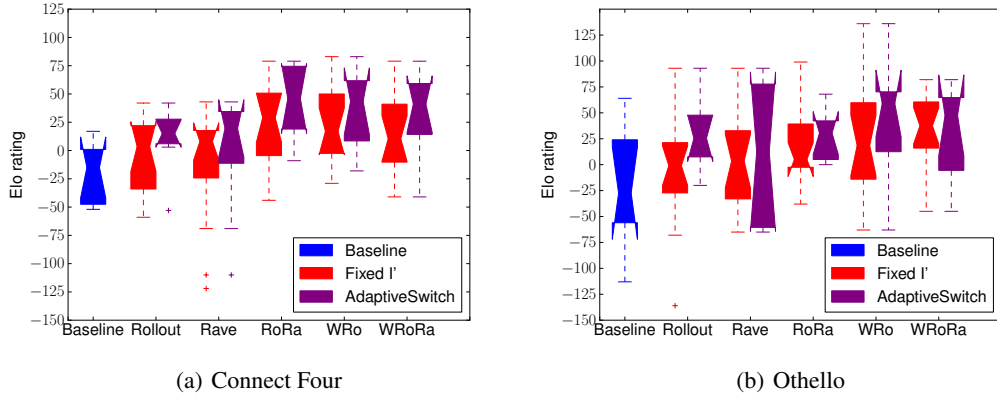 125
100
75
50
25
0
−25
−50
−75
−100
−125
−150
Elo rating
Baseline Rollout Rave RoRa WRo WRoRa
Baseline
Fixed I'
AdaptiveSwitch
(a) Connect Four
125
100
75
50
25
0
−25
−50
−75
−100
−125
−150
Elo rating
Baseline Rollout Rave RoRa WRo WRoRa
Baseline
Fixed I'
AdaptiveSwitch
(b) Othello